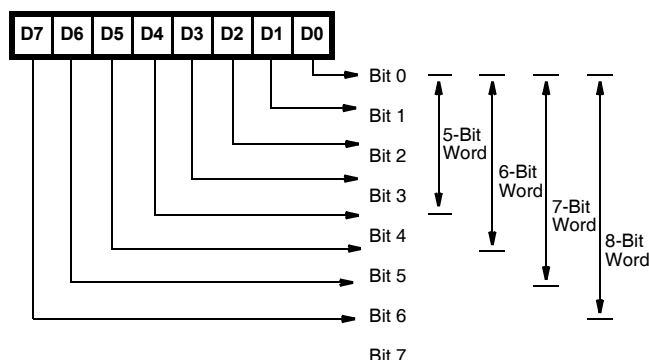 D7 D6 D5 D4 D3 D2 D1 D0
Bit 0
Bit 1
Bit 2
Bit 3
Bit 4
Bit 5
Bit 6
Bit 7
5-Bit
Word
6-Bit
Word
7-Bit
Word
8-Bit
Word